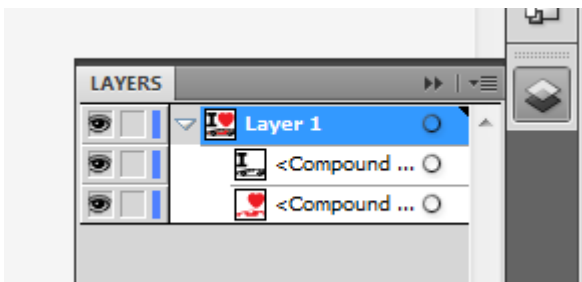 LAYERS
I
Layer 1
I
<Compound ...
<Compound ...